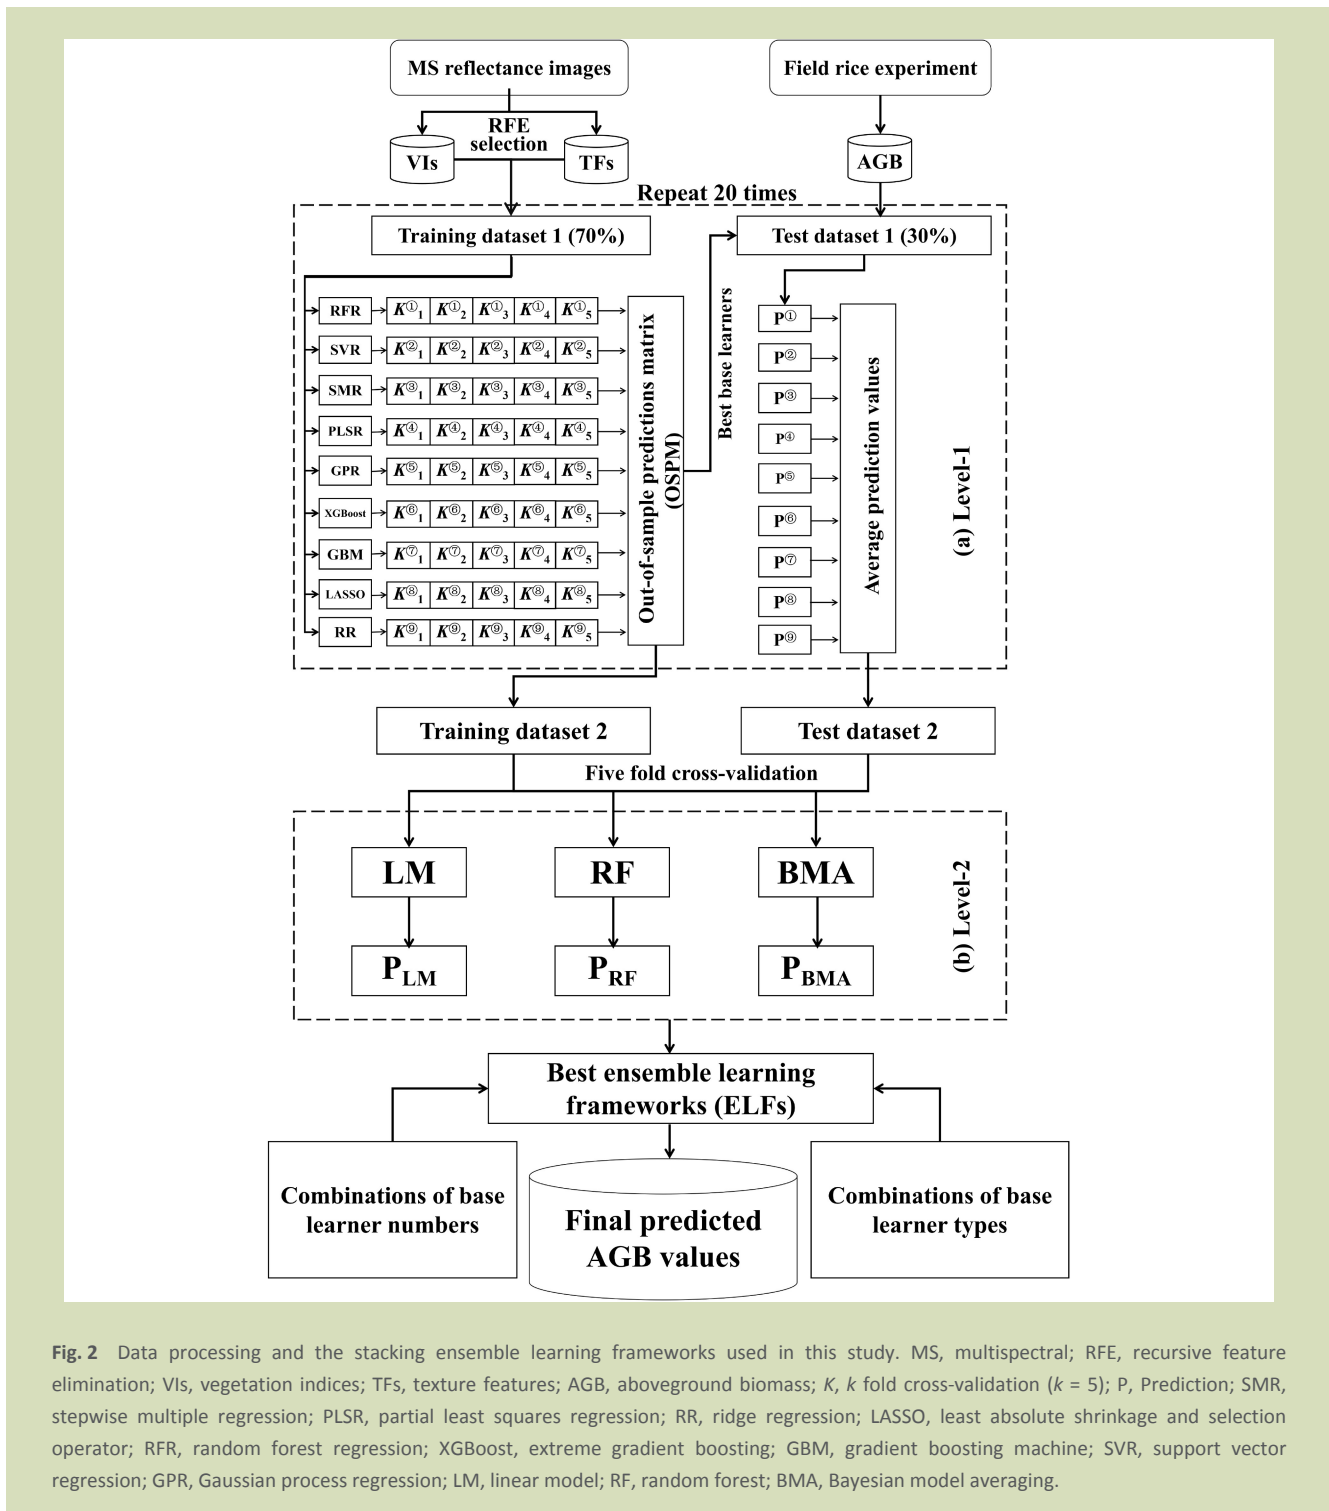 MS reflectance images
Field rice experiment
RFE
selection
VIs
TFs
AGB
Repeat 20 times
Training dataset 1 (70%)
Test dataset 1 (30%)
RFR K①1 K①2 K①3 K①4 K①5
SVR K②1 K②2 K②3 K②4 K②5
SMR K③1 K③2 K③3 K③4 K③5
PLSR K④1 K④2 K④3 K④4 K④5
GPR K⑤1 K⑤2 K⑤3 K⑤4 K⑤5
XGBoost K⑥1 K⑥2 K⑥3 K⑥4 K⑥5
GBM K⑦1 K⑦2 K⑦3 K⑦4 K⑦5
LASSO K⑧1 K⑧2 K⑧3 K⑧4 K⑧5
RR K⑨1 K⑨2 K⑨3 K⑨4 K⑨5
Out-of-sample predictions matrix
(OSPM)
Best base learners
P①
P②
P③
P④
P⑤
P⑥
P⑦
P⑧
P⑨
Average prediction values
(a) Level-1
Training dataset 2
Test dataset 2
Five fold cross-validation
LM
RF
BMA
PLM
PRF
PBMA
(b) Level-2
Best ensemble learning
frameworks (ELFs)
Combinations of base
learner numbers
Final predicted
AGB values
Combinations of base
learner types
Fig. 2 Data processing and the stacking ensemble learning frameworks used in this study. MS, multispectral; RFE, recursive feature
elimination; VIs, vegetation indices; TFs, texture features; AGB, aboveground biomass; K, k fold cross-validation (k = 5); P, Prediction; SMR,
stepwise multiple regression; PLSR, partial least squares regression; RR, ridge regression; LASSO, least absolute shrinkage and selection
operator; RFR, random forest regression; XGBoost, extreme gradient boosting; GBM, gradient boosting machine; SVR, support vector
regression; GPR, Gaussian process regression; LM, linear model; RF, random forest; BMA, Bayesian model averaging.